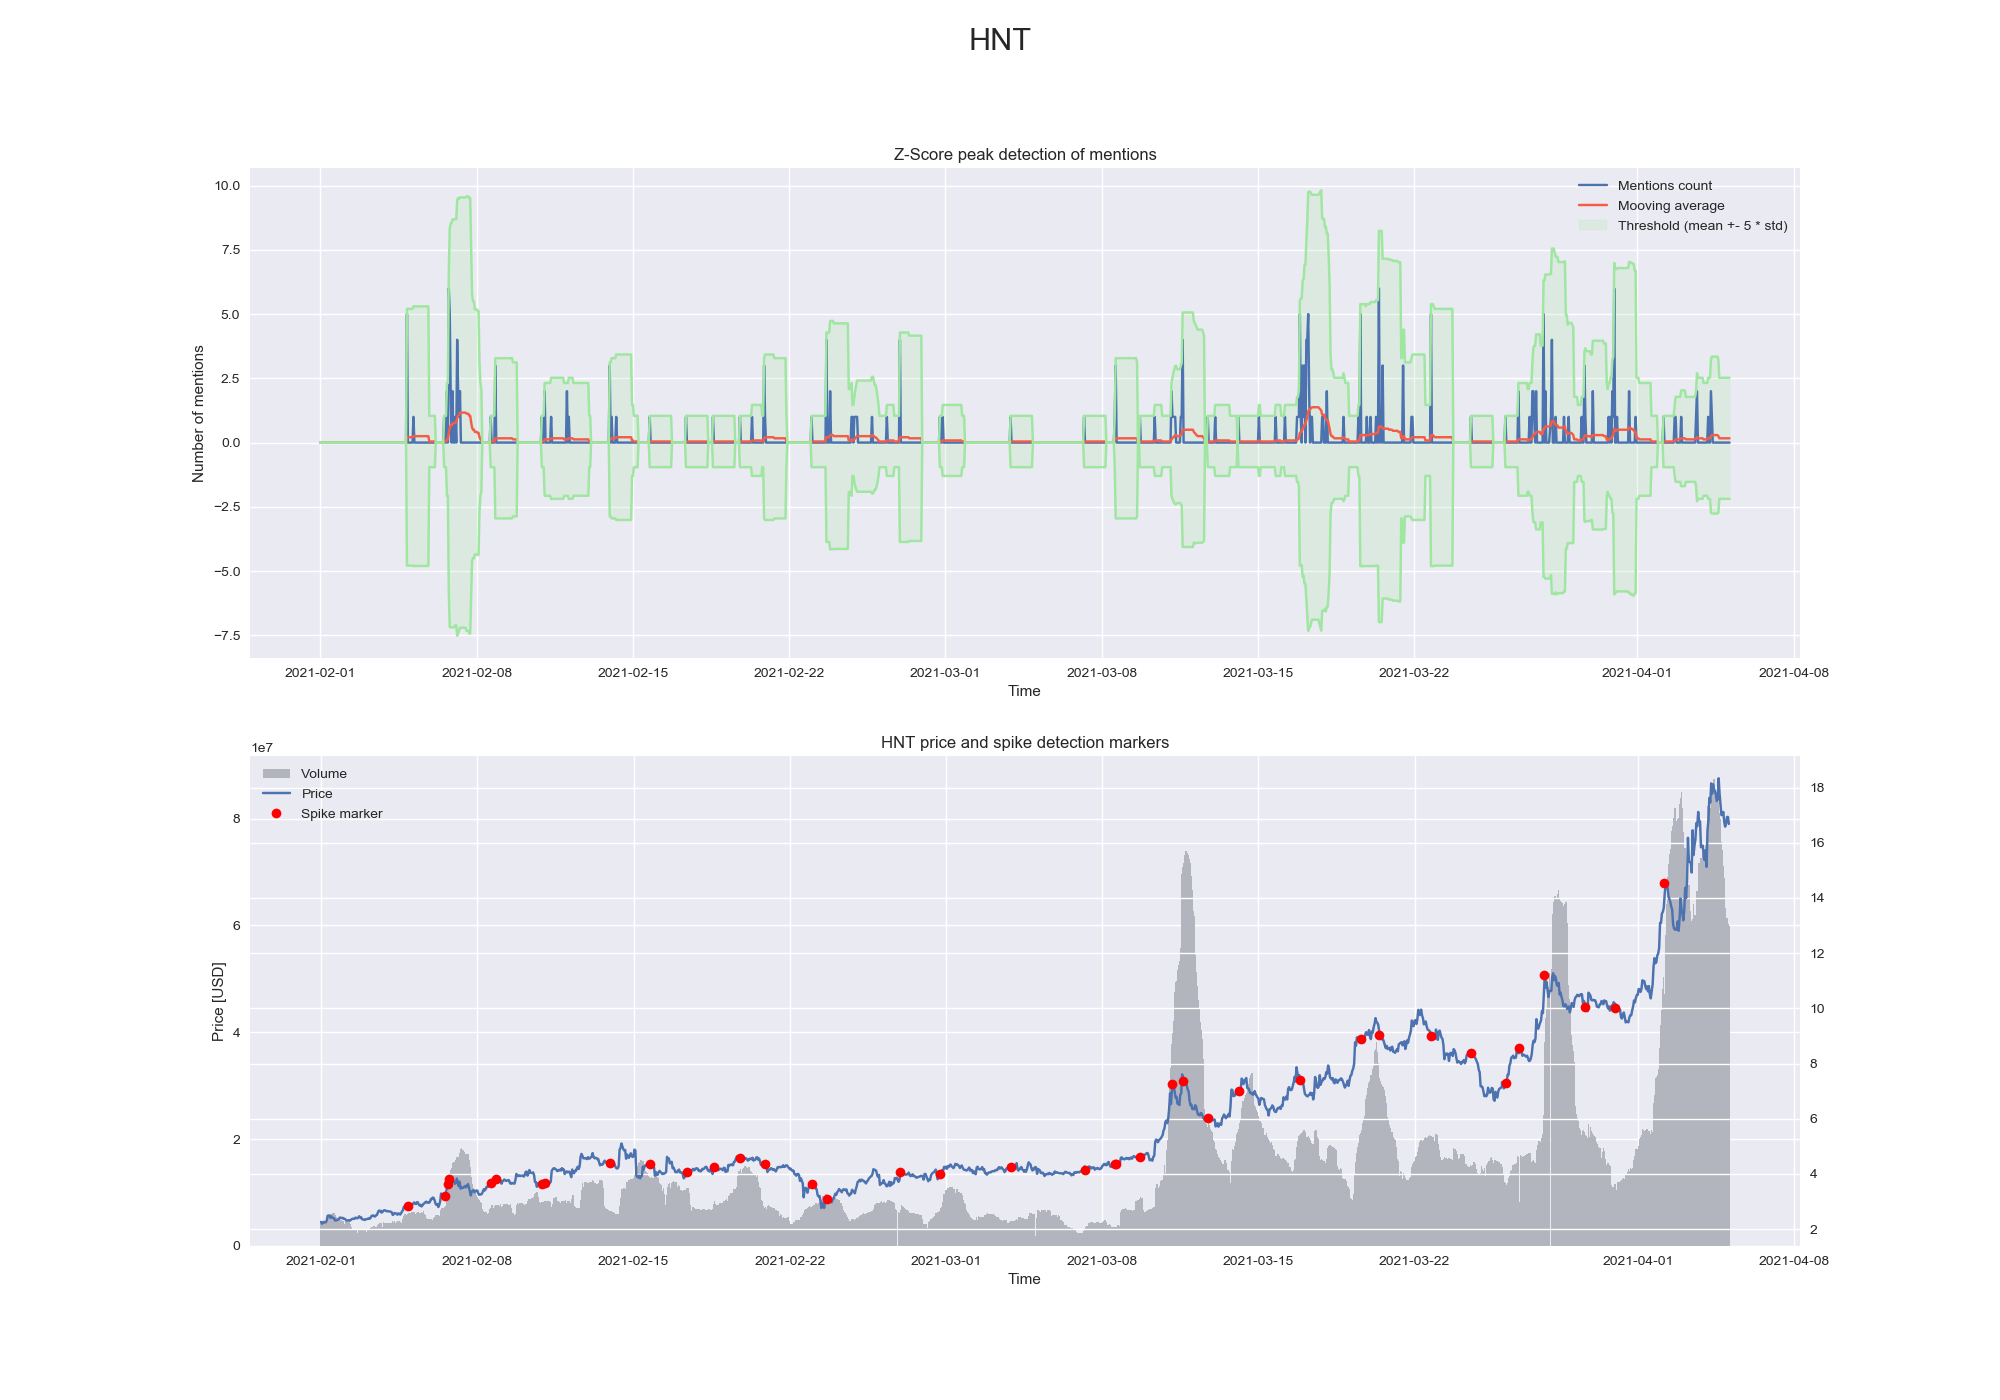 HNT
Z-Score peak detection of mentions
10.0
7.5
5.0
2.5
0.0
−2.5
−5.0
−7.5
Number of mentions
Mentions count
Mooving average
Threshold (mean +- 5 * std)
2021-02-01 2021-02-08 2021-02-15 2021-02-22 2021-03-01 2021-03-08 2021-03-15 2021-03-22 2021-04-01 2021-04-08
Time
HNT price and spike detection markers
1e7
8
6
4
2
0
Price [USD]
Volume
Price
Spike marker
18
16
14
12
10
8
6
4
2
2021-02-01 2021-02-08 2021-02-15 2021-02-22 2021-03-01 2021-03-08 2021-03-15 2021-03-22 2021-04-01 2021-04-08
Time